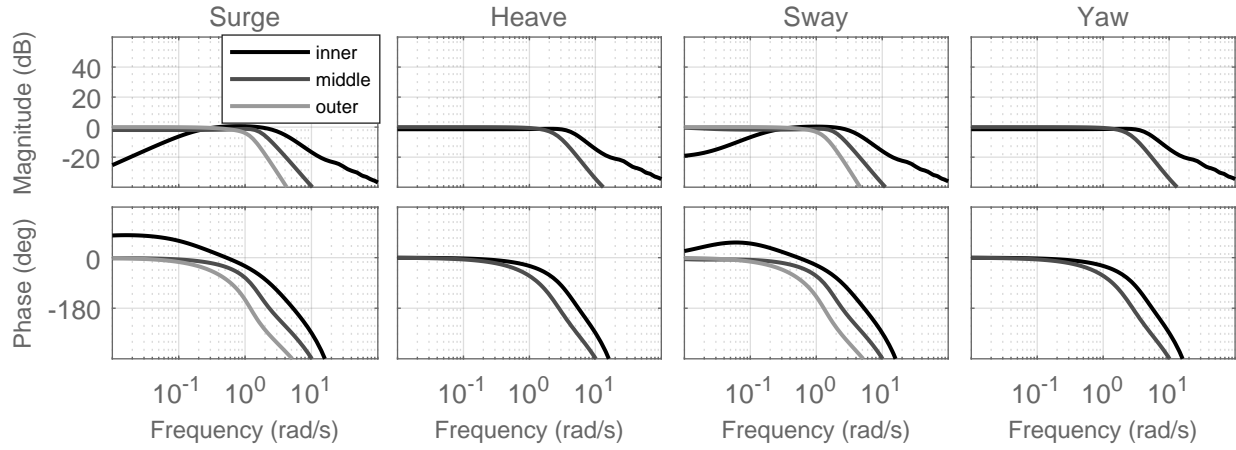 Surge Heave Sway Yaw
Magnitude (dB)
40
20
0
-20
inner
middle
outer
Phase (deg)
0
-180
10^-1 10^0 10^1 10^-1 10^0 10^1 10^-1 10^0 10^1 10^-1 10^0 10^1
Frequency (rad/s) Frequency (rad/s) Frequency (rad/s) Frequency (rad/s)